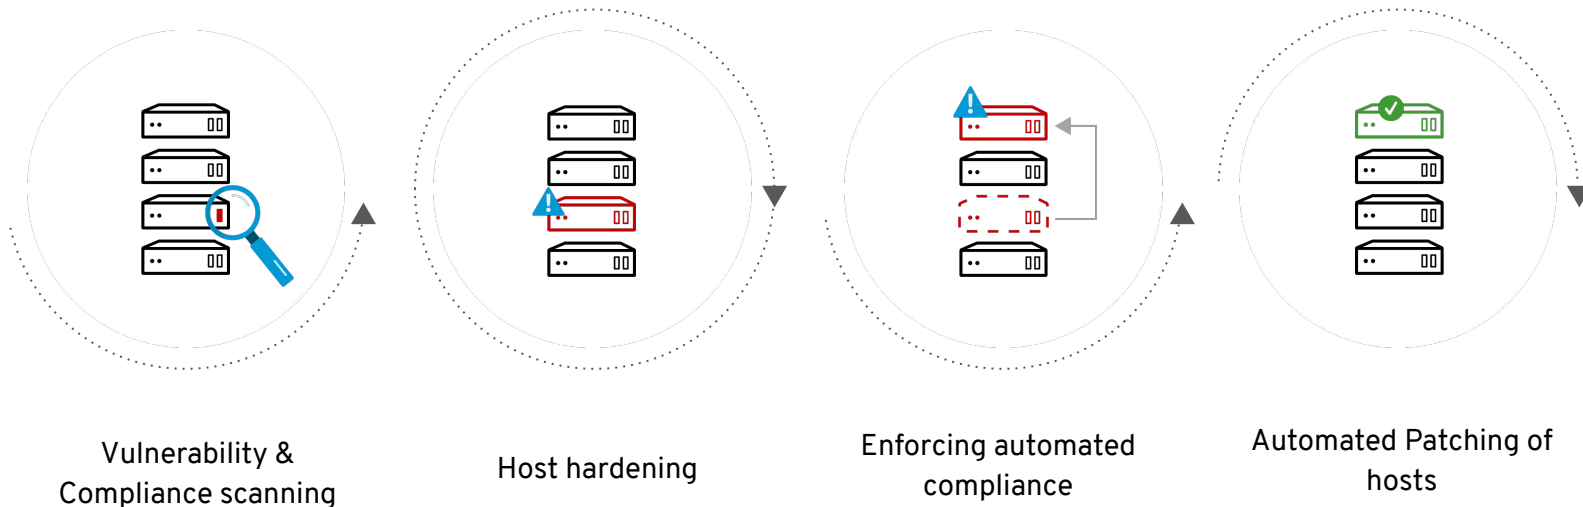 Vulnerability &
Compliance scanning
Host hardening
Enforcing automated
compliance
Automated Patching of
hosts